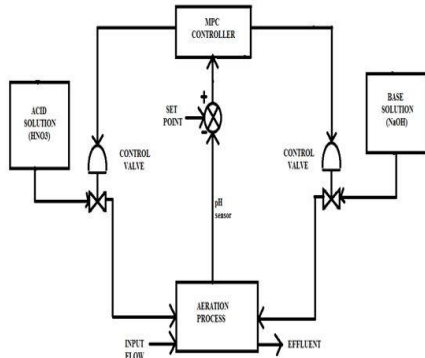 MPC
CONTROLLER
ACID
SOLUTION
(HNO3)
BASE
SOLUTION
(NaOH)
+
SET
POINT
-
CONTROL
VALVE
CONTROL
VALVE
pH
sensor
AERATION
PROCESS
INPUT
FLOW
EFFLUENT